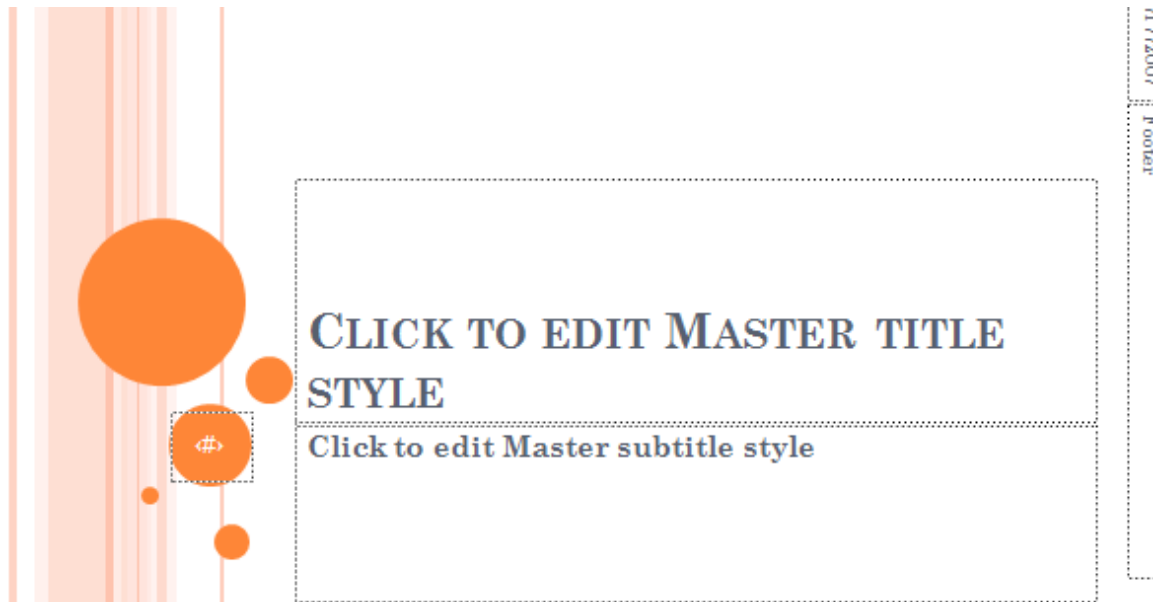 CLICK TO EDIT MASTER TITLE
STYLE
Click to edit Master subtitle style
‹#›
Footer